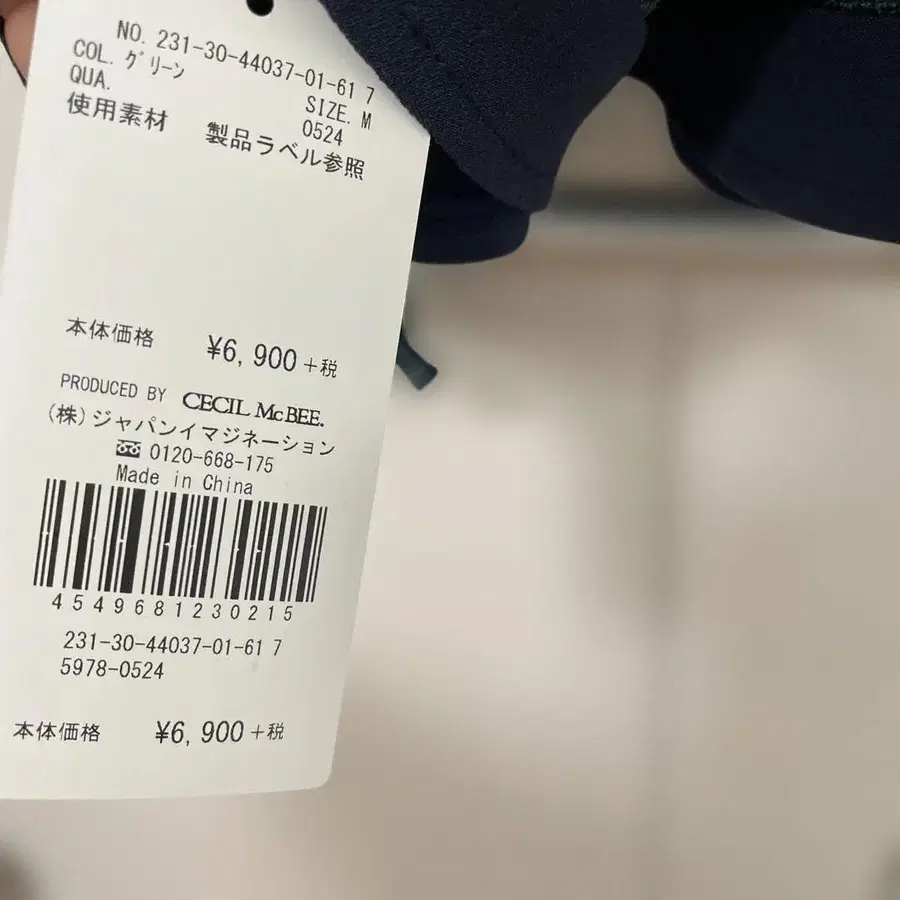 NO. 231-30-44037-01-61 7
COL. グリーン SIZE. M
QUA. 0524
使用素材 製品ラベル参照
本体価格 ¥6,900+税
PRODUCED BY CECIL McBEE.
(株)ジャパンイマジネーション
0120-668-175
Made in China
4549681230215
231-30-44037-01-61 7
5978-0524
本体価格 ¥6,900+税